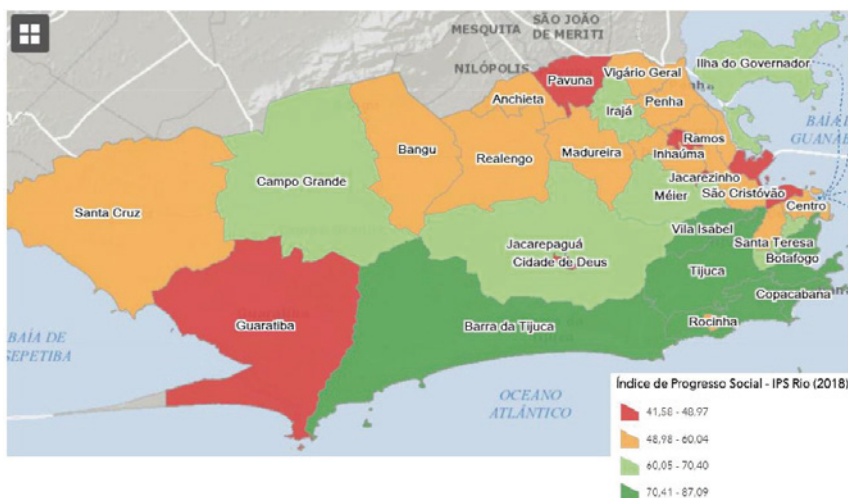 MESQUITA
SÃO JOÃO
DE MERITI
NILÓPOLIS
Pavuna
Vigário Geral
Ilha do Governador
Anchieta
Irajá
Penha
BAÍA D
GUANAB
Ramos
Bangu
Realengo
Madureira
Inhaúma
Campo Grande
Jacarezinho
Méier
São Cristóvão
Santa Cruz
Centro
Vila Isabel
Jacarepaguá
Santa Teresa
Cidade de Deus
Botafogo
Tijuca
Copacabana
Guaratiba
Barra da Tijuca
Rocinha
BAÍA DE
SEPETIBA
OCEANO
ATLÂNTICO
Índice de Progresso Social - IPS Rio (2018)
41,58 - 48,97
48,98 - 60,04
60,05 - 70,40
70,41 - 87,09